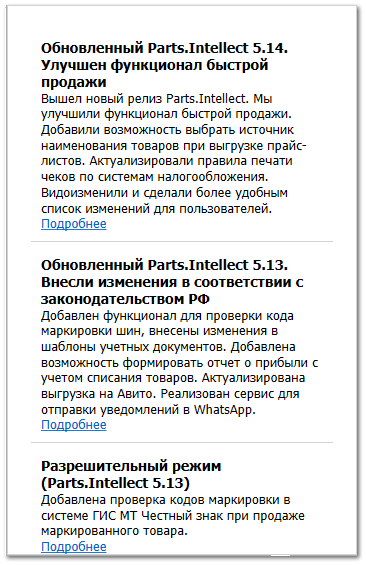 Обновленный Parts.Intellect 5.14.
Улучшен функционал быстрой
продажи
Вышел новый релиз Parts.Intellect. Мы
улучшили функционал быстрой продажи.
Добавили возможность выбрать источник
наименования товаров при выгрузке прайс-
листов. Актуализировали правила печати
чеков по системам налогообложения.
Видоизменили и сделали более удобным
список изменений для пользователей.
Подробнее
Обновленный Parts.Intellect 5.13.
Внесли изменения в соответствии с
законодательством РФ
Добавлен функционал для проверки кода
маркировки шин, внесены изменения в
шаблоны учетных документов. Добавлена
возможность формировать отчет о прибыли с
учетом списания товаров. Актуализирована
выгрузка на Авито. Реализован сервис для
отправки уведомлений в WhatsApp.
Подробнее
Разрешительный режим
(Parts.Intellect 5.13)
Добавлена проверка кодов маркировки в
системе ГИС МТ Честный знак при продаже
маркированного товара.
Подробнее